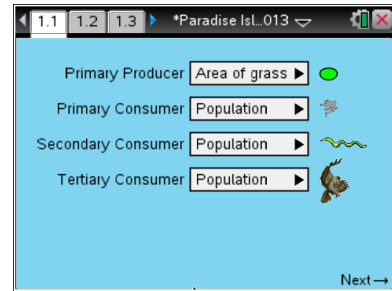 1.1 1.2 1.3 *Paradise Isl...013
Primary Producer Area of grass
Primary Consumer Population
Secondary Consumer Population
Tertiary Consumer Population
Next→